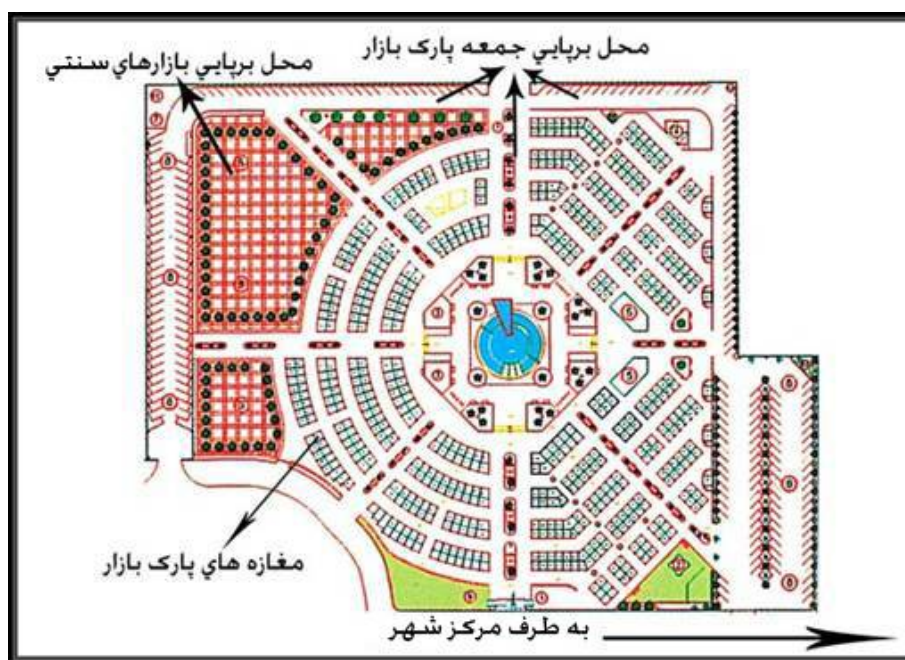 محل برپايي جمعه پارک بازار
محل برپايي بازارهاي سنتي
مغازه هاي پارک بازار
به طرف مرکز شهر